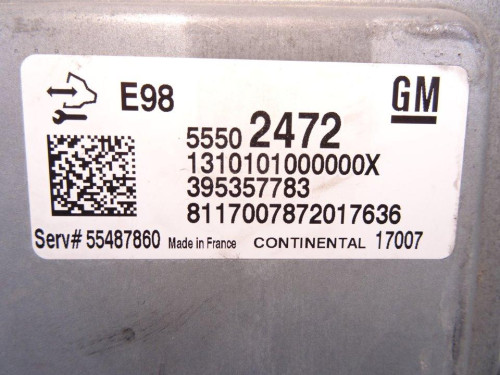 E98 GM
5550 2472
1310101000000X
395357783
8117007872017636
Serv# 55487860 Made in France CONTINENTAL 17007